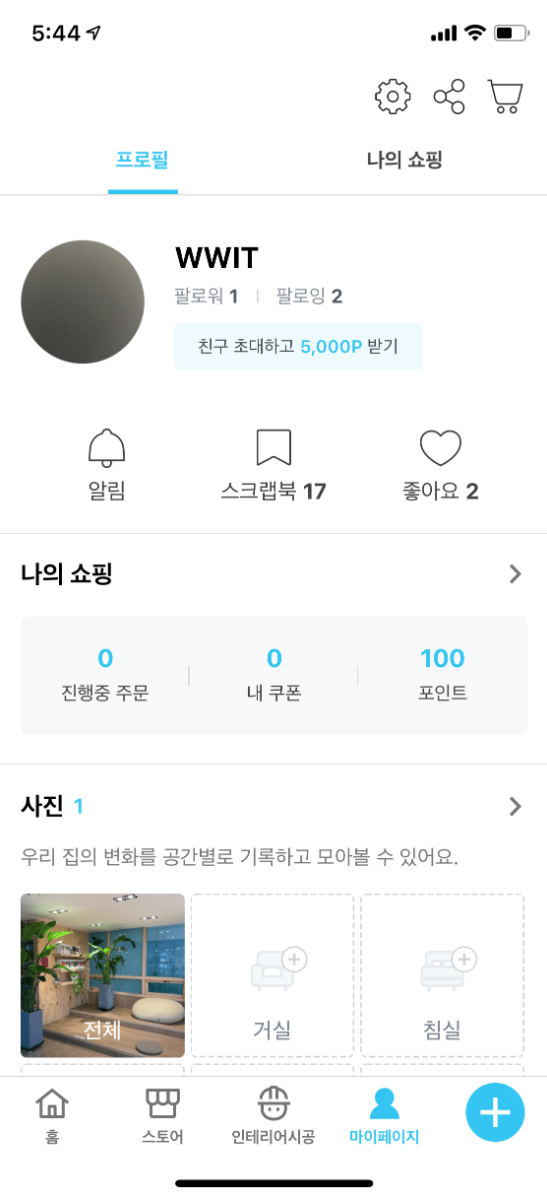 5:44
프로필 나의 쇼핑
WWIT
팔로워 1 팔로잉 2
친구 초대하고 5,000P 받기
알림 스크랩북 17 좋아요 2
나의 쇼핑
0 0 100
진행중 주문 내 쿠폰 포인트
사진 1
우리 집의 변화를 공간별로 기록하고 모아볼 수 있어요.
전체 거실 침실
홈 스토어 인테리어시공 마이페이지